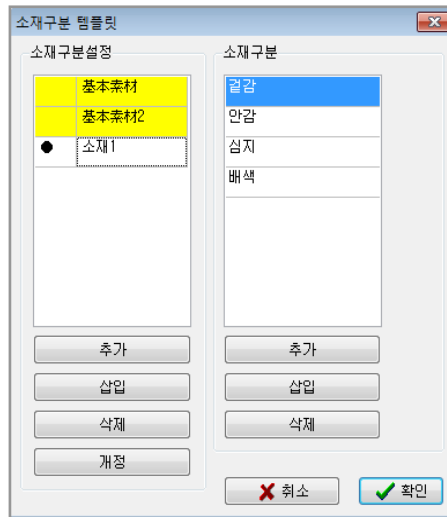 소재구분 템플릿
소재구분설정
基本素材
基本素材2
소재1
추가
삽입
삭제
개정
소재구분
겉감
안감
심지
배색
추가
삽입
삭제
취소
확인